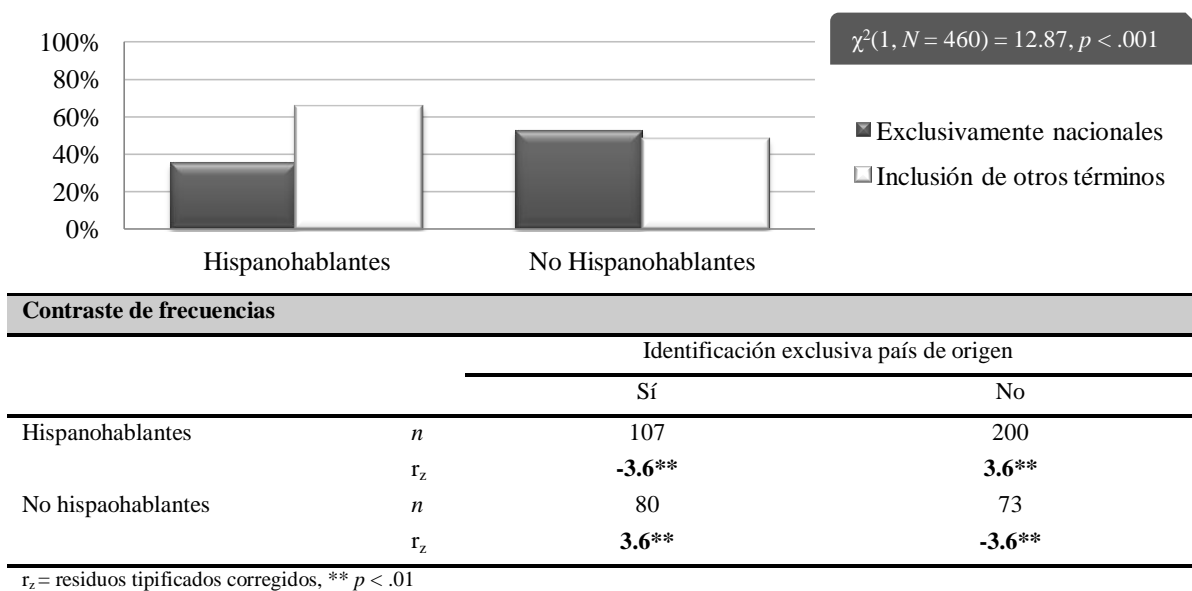 χ²(1, N = 460) = 12.87, p < .001
100%
80%
60%
40%
20%
0%
Hispanohablantes No Hispanohablantes
Exclusivamente nacionales
Inclusión de otros términos
Contraste de frecuencias
Identificación exclusiva país de origen
Sí No
Hispanohablantes n 107 200
r_z -3.6** 3.6**
No hispaohablantes n 80 73
r_z 3.6** -3.6**
r_z = residuos tipificados corregidos, ** p < .01